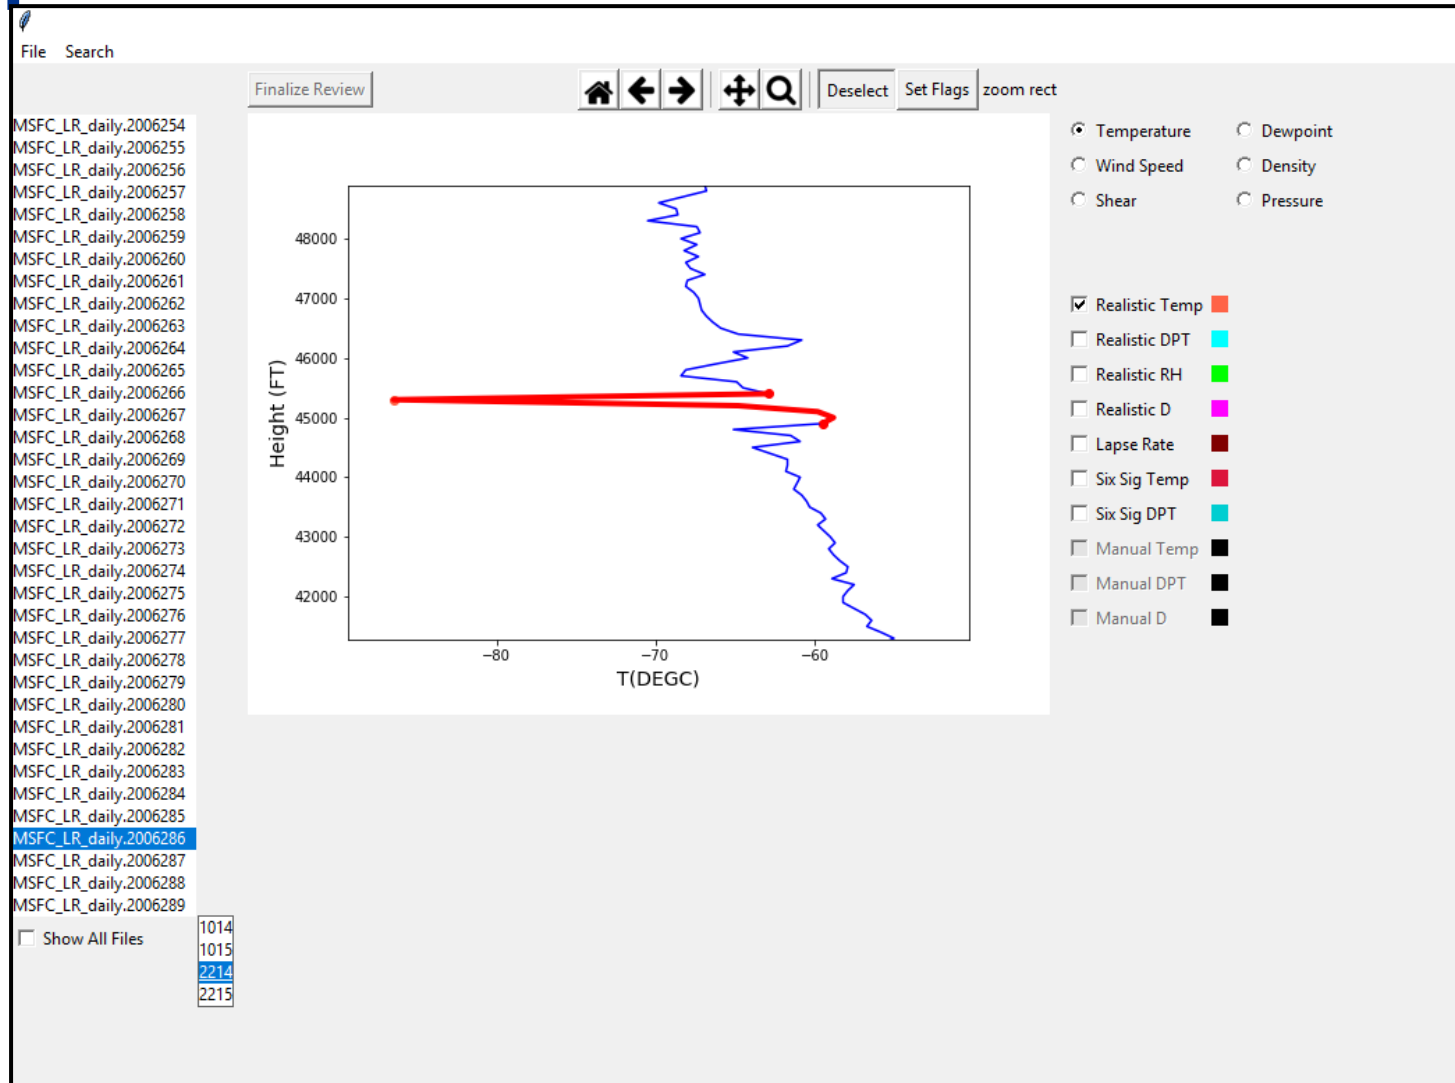 File Search
Finalize Review Deselect Set Flags zoom rect
MSFC_LR_daily.2006254
MSFC_LR_daily.2006255
MSFC_LR_daily.2006256
MSFC_LR_daily.2006257
MSFC_LR_daily.2006258
MSFC_LR_daily.2006259
MSFC_LR_daily.2006260
MSFC_LR_daily.2006261
MSFC_LR_daily.2006262
MSFC_LR_daily.2006263
MSFC_LR_daily.2006264
MSFC_LR_daily.2006265
MSFC_LR_daily.2006266
MSFC_LR_daily.2006267
MSFC_LR_daily.2006268
MSFC_LR_daily.2006269
MSFC_LR_daily.2006270
MSFC_LR_daily.2006271
MSFC_LR_daily.2006272
MSFC_LR_daily.2006273
MSFC_LR_daily.2006274
MSFC_LR_daily.2006275
MSFC_LR_daily.2006276
MSFC_LR_daily.2006277
MSFC_LR_daily.2006278
MSFC_LR_daily.2006279
MSFC_LR_daily.2006280
MSFC_LR_daily.2006281
MSFC_LR_daily.2006282
MSFC_LR_daily.2006283
MSFC_LR_daily.2006284
MSFC_LR_daily.2006285
MSFC_LR_daily.2006286
MSFC_LR_daily.2006287
MSFC_LR_daily.2006288
MSFC_LR_daily.2006289
Show All Files
1014
1015
2214
2215
Height (FT)
48000
47000
46000
45000
44000
43000
42000
−80 −70 −60
T(DEGC)
Temperature Dewpoint
Wind Speed Density
Shear Pressure
Realistic Temp
Realistic DPT
Realistic RH
Realistic D
Lapse Rate
Six Sig Temp
Six Sig DPT
Manual Temp
Manual DPT
Manual D